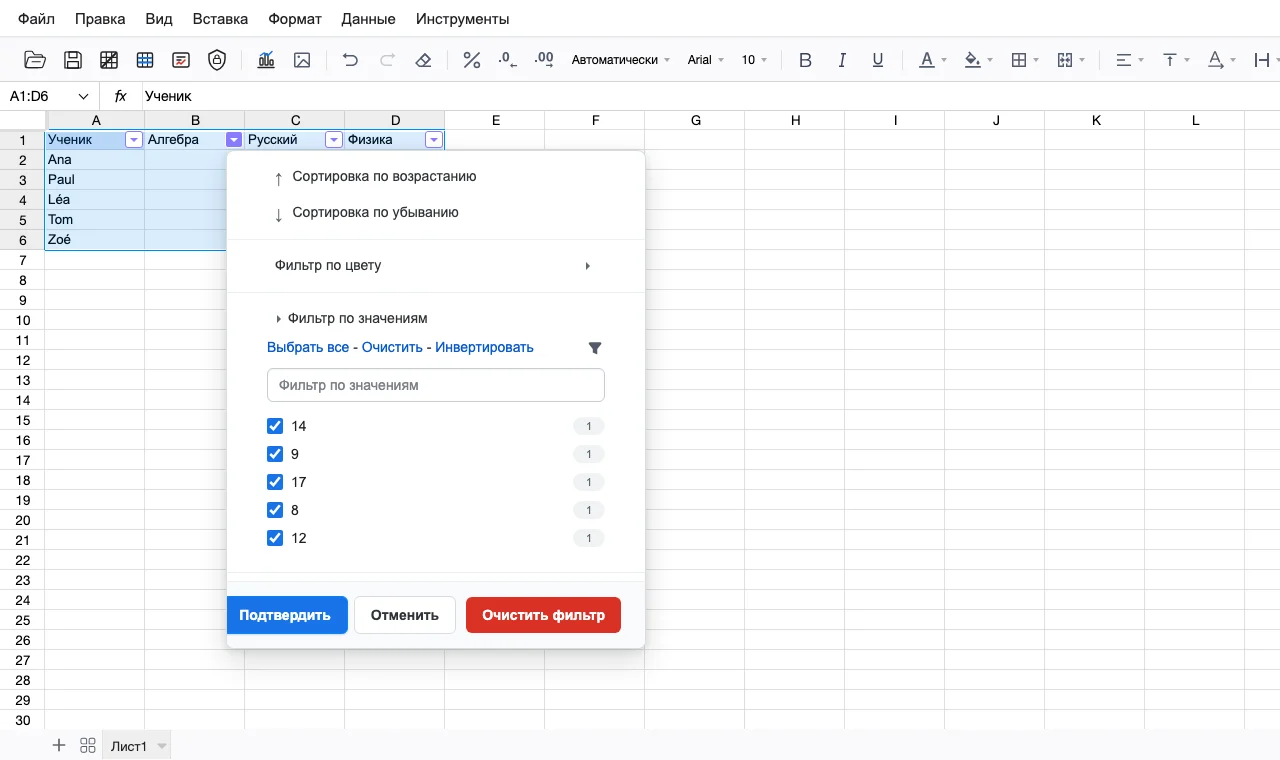 Файл Правка Вид Вставка Формат Данные Инструменты
% .0 .00 Автоматически Arial 10 B I U A A
A1:D6 fx Ученик
A B C D E F G H I J K L
1 Ученик Алгебра Русский Физика
2 Ana
3 Paul
4 Léa
5 Tom
6 Zoé
7
8
9
10
11
12
13
14
15
16
17
18
19
20
21
22
23
24
25
26
27
28
29
30
↑ Сортировка по возрастанию
↓ Сортировка по убыванию
Фильтр по цвету
Фильтр по значениям
Выбрать все - Очистить - Инвертировать
Фильтр по значениям
14 1
9 1
17 1
8 1
12 1
Подтвердить Отменить Очистить фильтр
Лист1